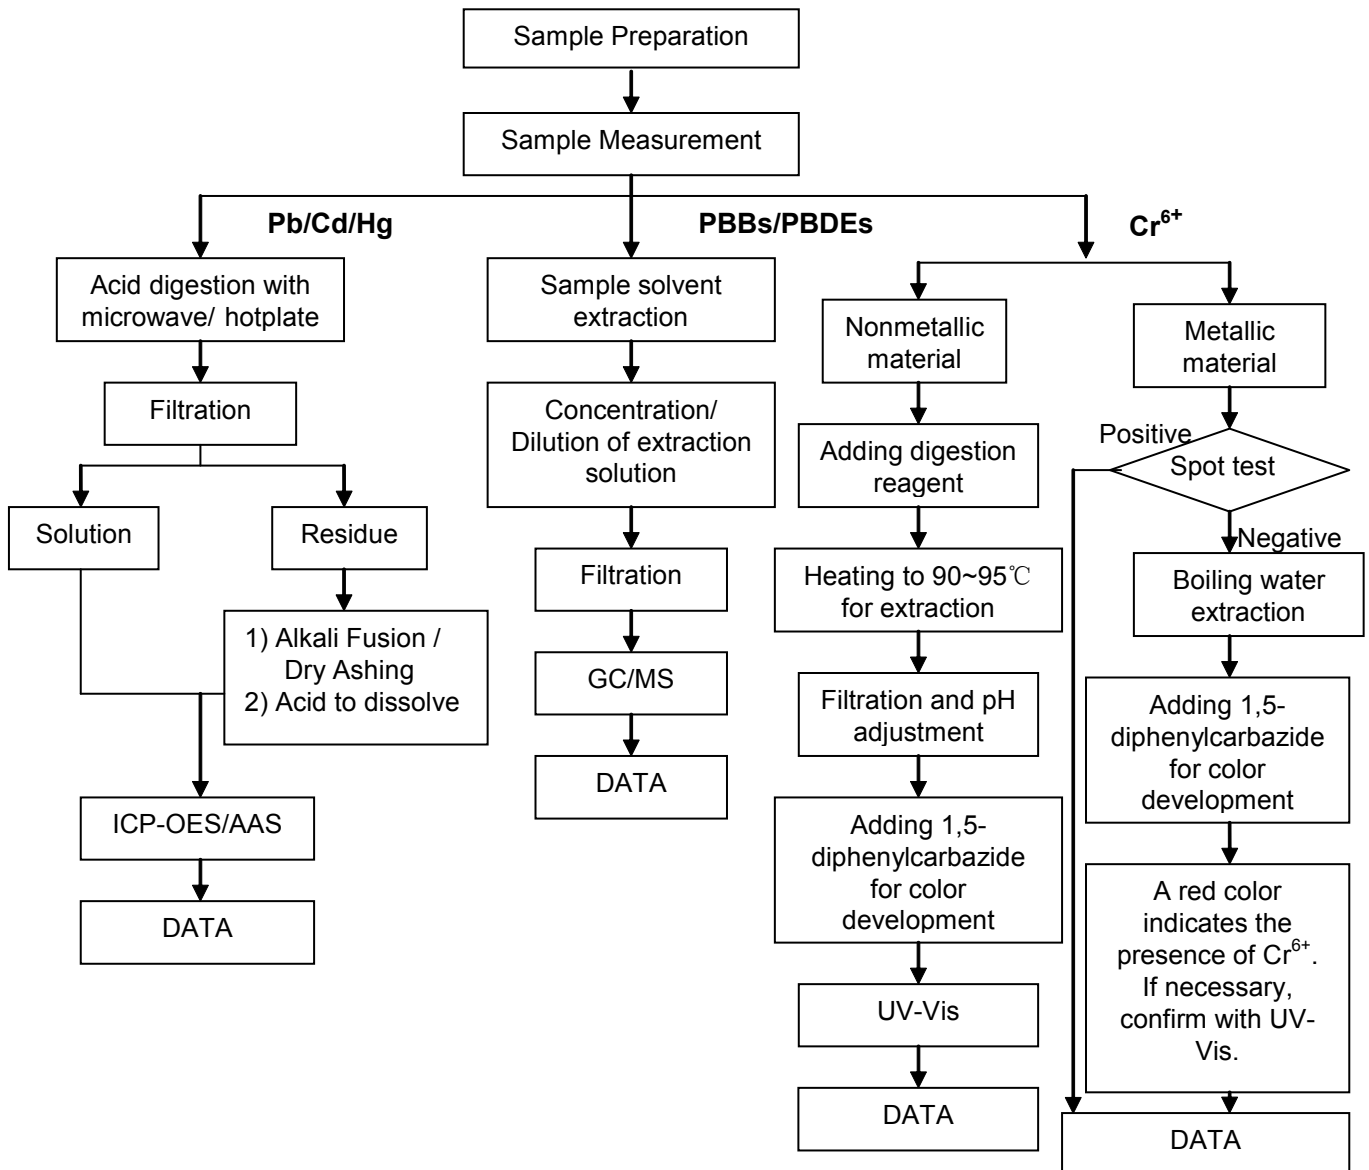 Sample Preparation
Sample Measurement
Pb/Cd/Hg
PBBs/PBDEs
Cr⁶⁺
Acid digestion with
microwave/ hotplate
Filtration
Solution
Residue
1) Alkali Fusion /
Dry Ashing
2) Acid to dissolve
ICP-OES/AAS
DATA
Sample solvent
extraction
Concentration/
Dilution of extraction
solution
Filtration
GC/MS
DATA
Nonmetallic
material
Adding digestion
reagent
Heating to 90~95℃
for extraction
Filtration and pH
adjustment
Adding 1,5-
diphenylcarbazide
for color
development
UV-Vis
DATA
Metallic
material
Positive
Spot test
Negative
Boiling water
extraction
Adding 1,5-
diphenylcarbazide
for color
development
A red color
indicates the
presence of Cr⁶⁺.
If necessary,
confirm with UV-
Vis.
DATA